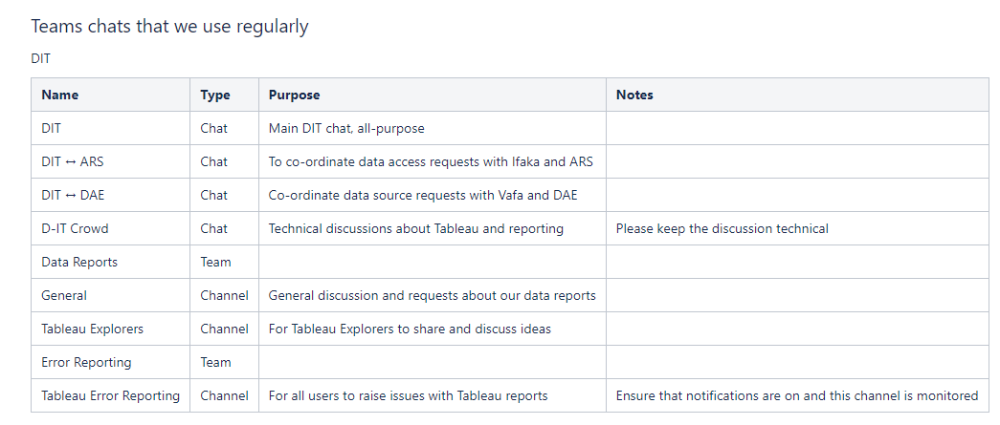 Teams chats that we use regularly
DIT
Name Type Purpose Notes
DIT Chat Main DIT chat, all-purpose
DIT ↔ ARS Chat To co-ordinate data access requests with Ifaka and ARS
DIT ↔ DAE Chat Co-ordinate data source requests with Vafa and DAE
D-IT Crowd Chat Technical discussions about Tableau and reporting Please keep the discussion technical
Data Reports Team
General Channel General discussion and requests about our data reports
Tableau Explorers Channel For Tableau Explorers to share and discuss ideas
Error Reporting Team
Tableau Error Reporting Channel For all users to raise issues with Tableau reports Ensure that notifications are on and this channel is monitored